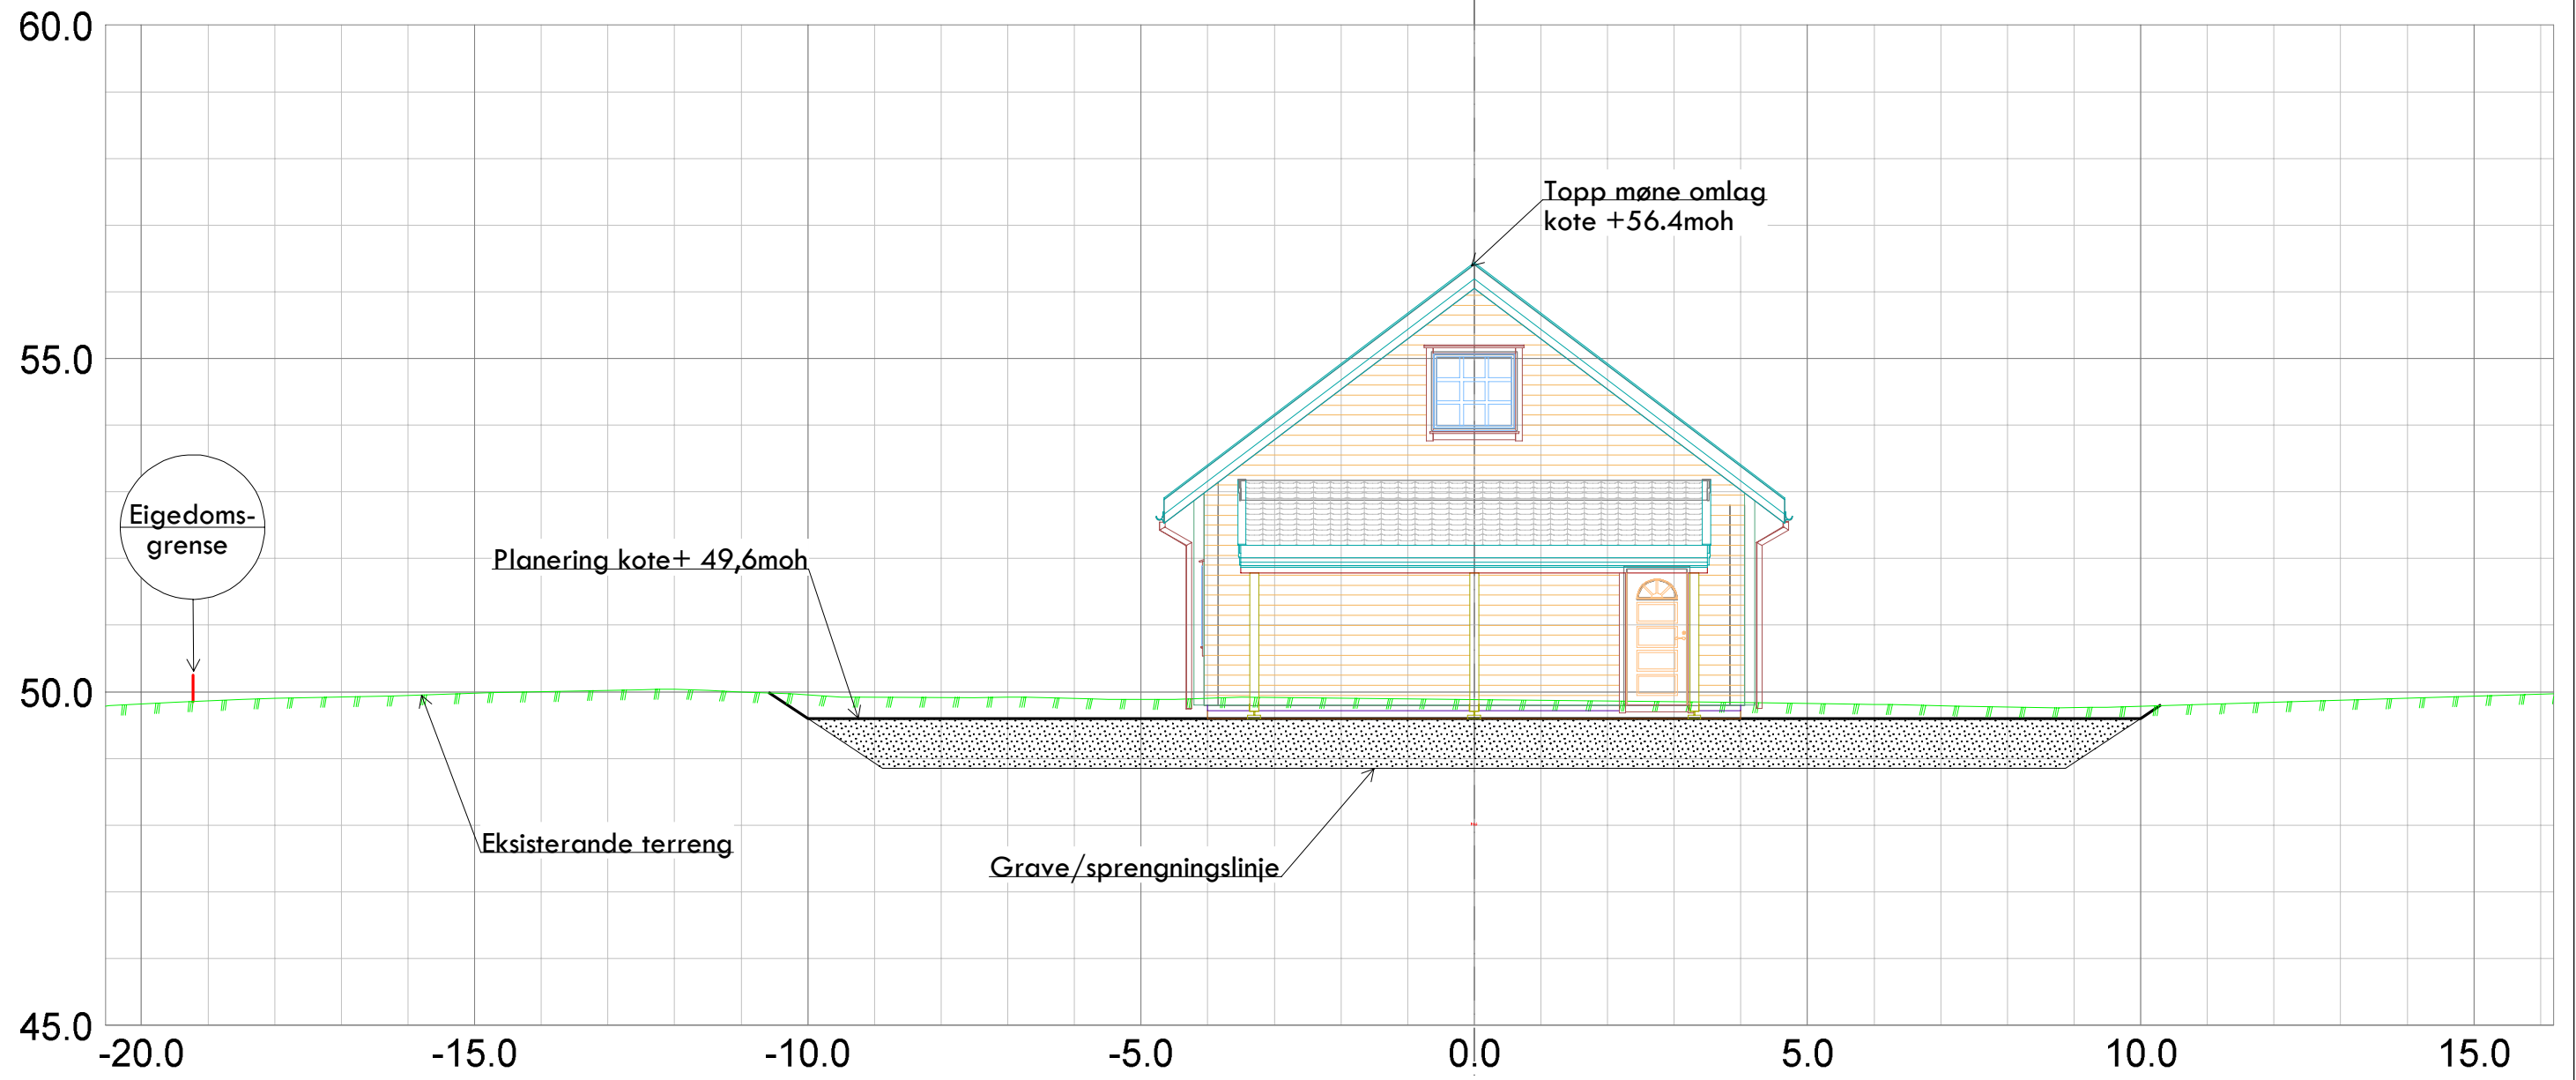 60.0
Topp møne omlag
kote +56.4moh
55.0
Eigedoms-
grense
Planering kote+ 49,6moh
50.0
Eksisterande terreng
Grave/sprengningslinje
45.0
-20.0 -15.0 -10.0 -5.0 0.0 5.0 10.0 15.0